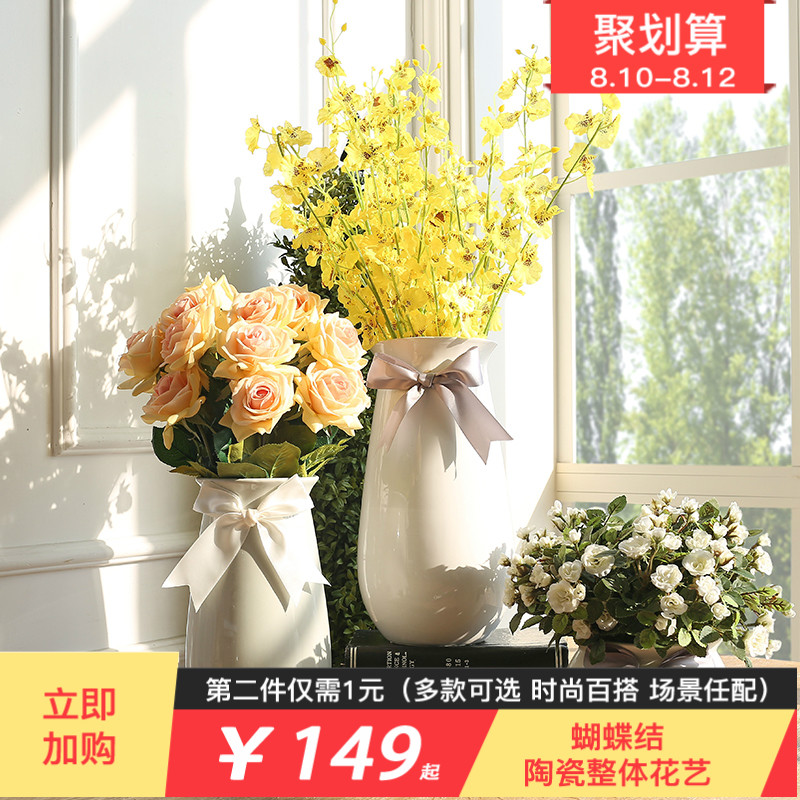 聚划算
8.10-8.12
第二件仅需1元（多款可选 时尚百搭 场景任配）
立即
加购
￥149起
蝴蝶结
陶瓷整体花艺